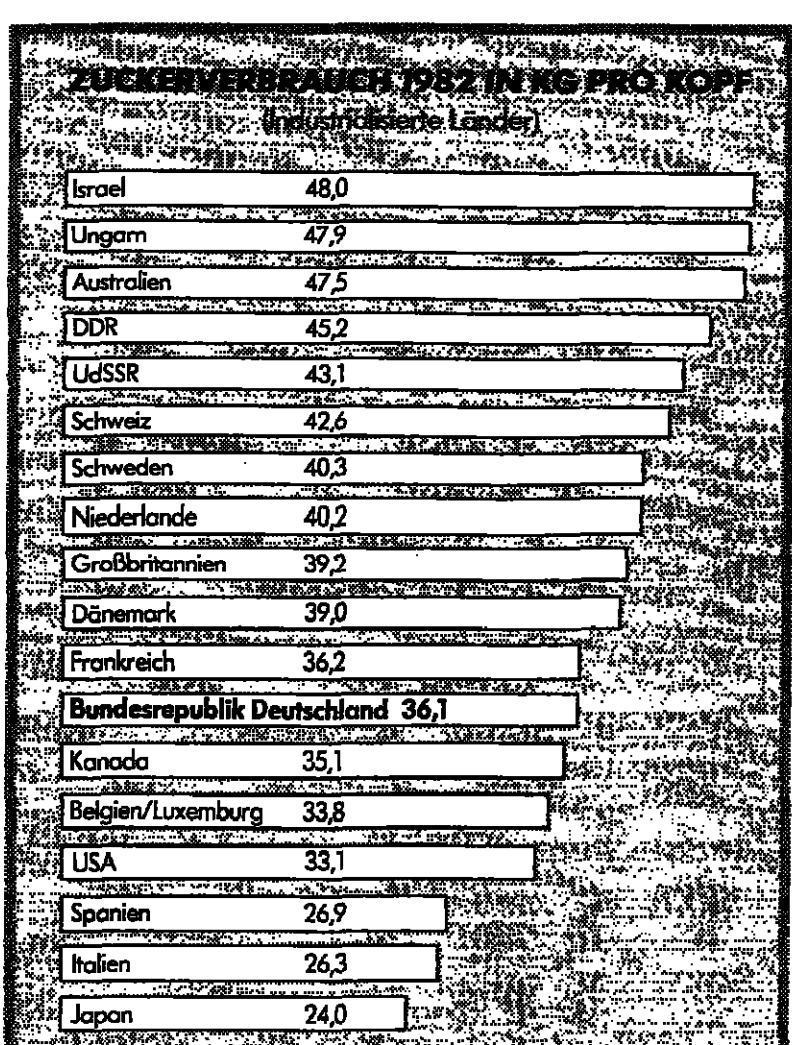 ZUCKERVERBRAUCH 1982 IN KG PRO KOPF
(Industrialisierte Länder)
Israel 48,0
Ungarn 47,9
Australien 47,5
DDR 45,2
UdSSR 43,1
Schweiz 42,6
Schweden 40,3
Niederlande 40,2
Großbritannien 39,2
Dänemark 39,0
Frankreich 36,2
Bundesrepublik Deutschland 36,1
Kanada 35,1
Belgien/Luxemburg 33,8
USA 33,1
Spanien 26,9
Italien 26,3
Japan 24,0